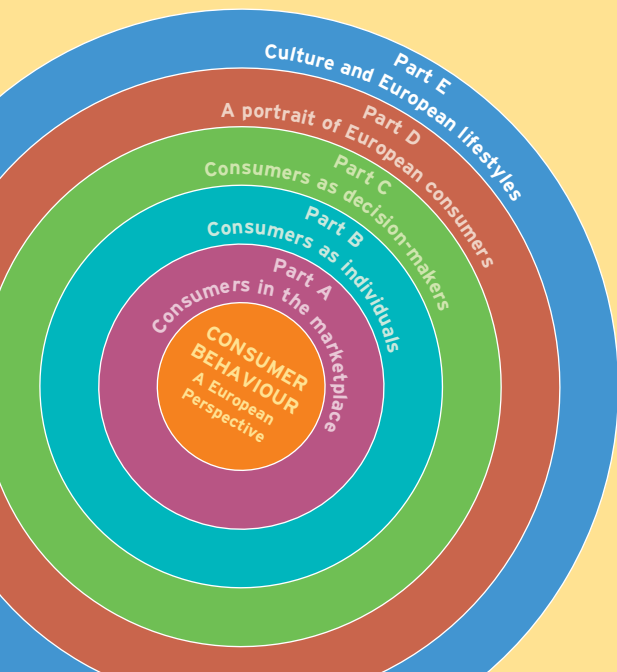 Part E
Culture and European lifestyles
Part D
A portrait of European consumers
Part C
Consumers as decision-makers
Part B
Consumers as individuals
Part A
Consumers in the marketplace
CONSUMER
BEHAVIOUR
A European
Perspective